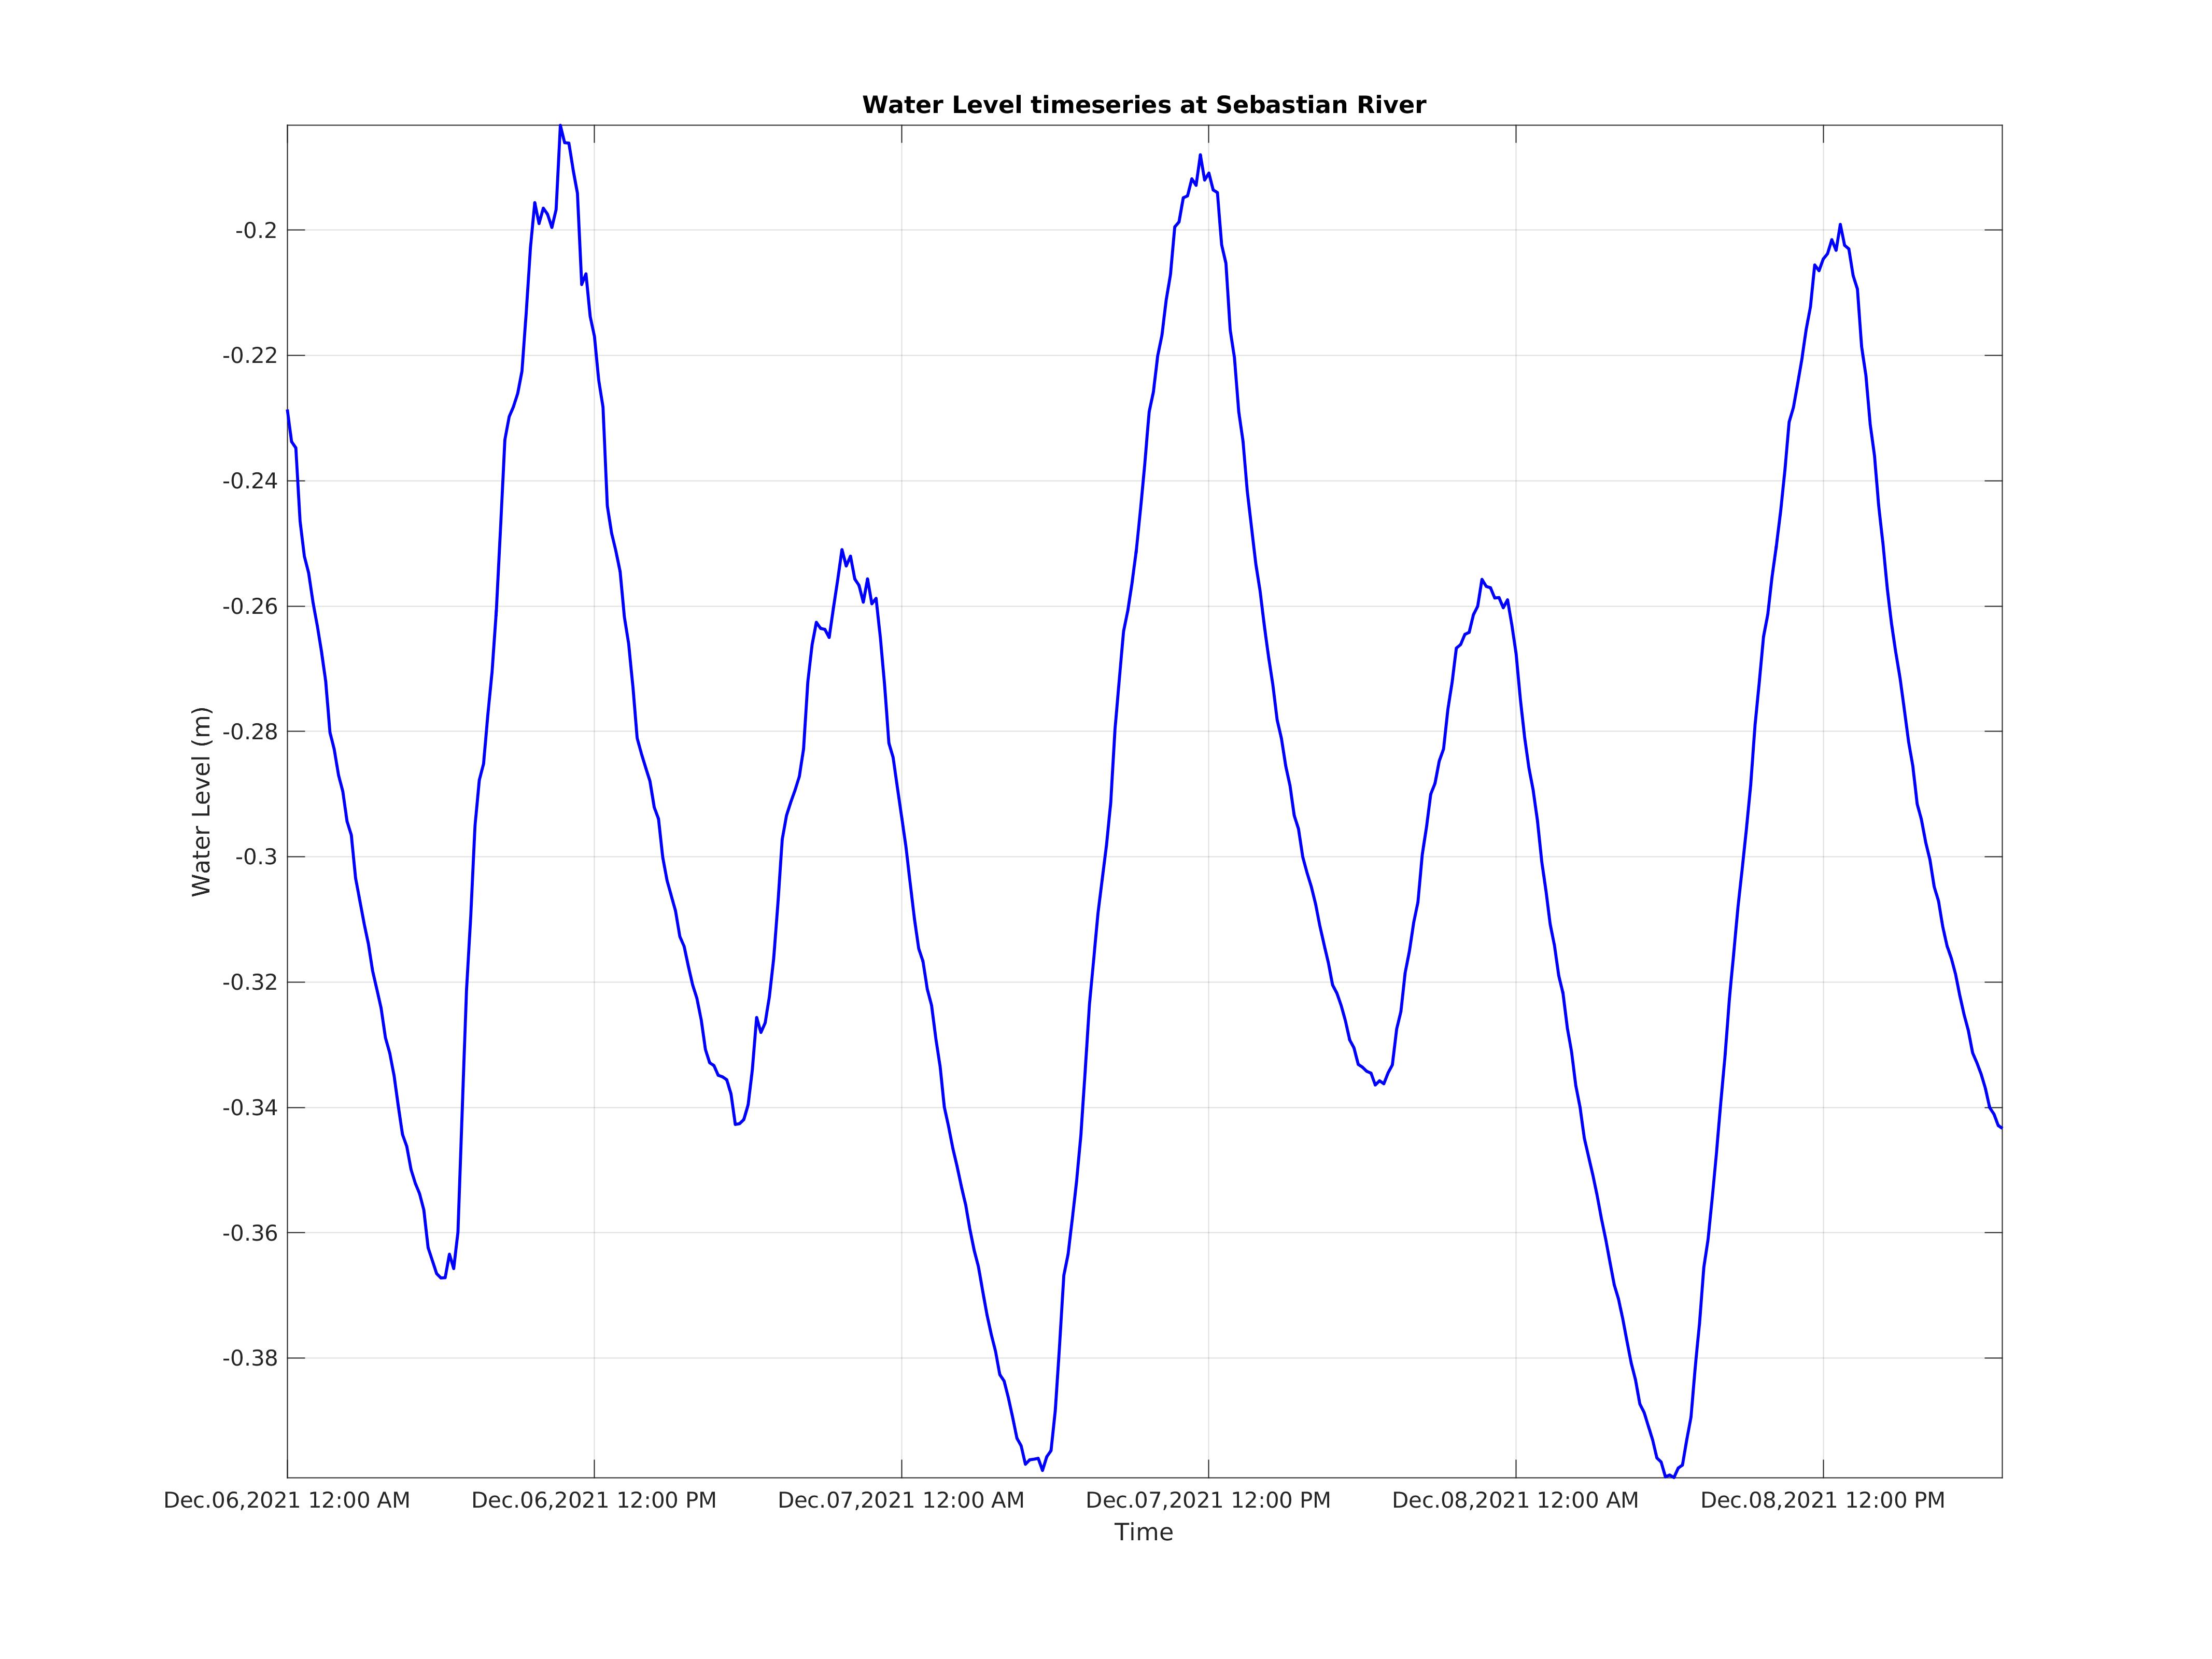 Water Level timeseries at Sebastian River
-0.2
-0.22
-0.24
-0.26
-0.28
-0.3
-0.32
-0.34
-0.36
-0.38
Water Level (m)
Dec.06,2021 12:00 AM Dec.06,2021 12:00 PM Dec.07,2021 12:00 AM Dec.07,2021 12:00 PM Dec.08,2021 12:00 AM Dec.08,2021 12:00 PM
Time